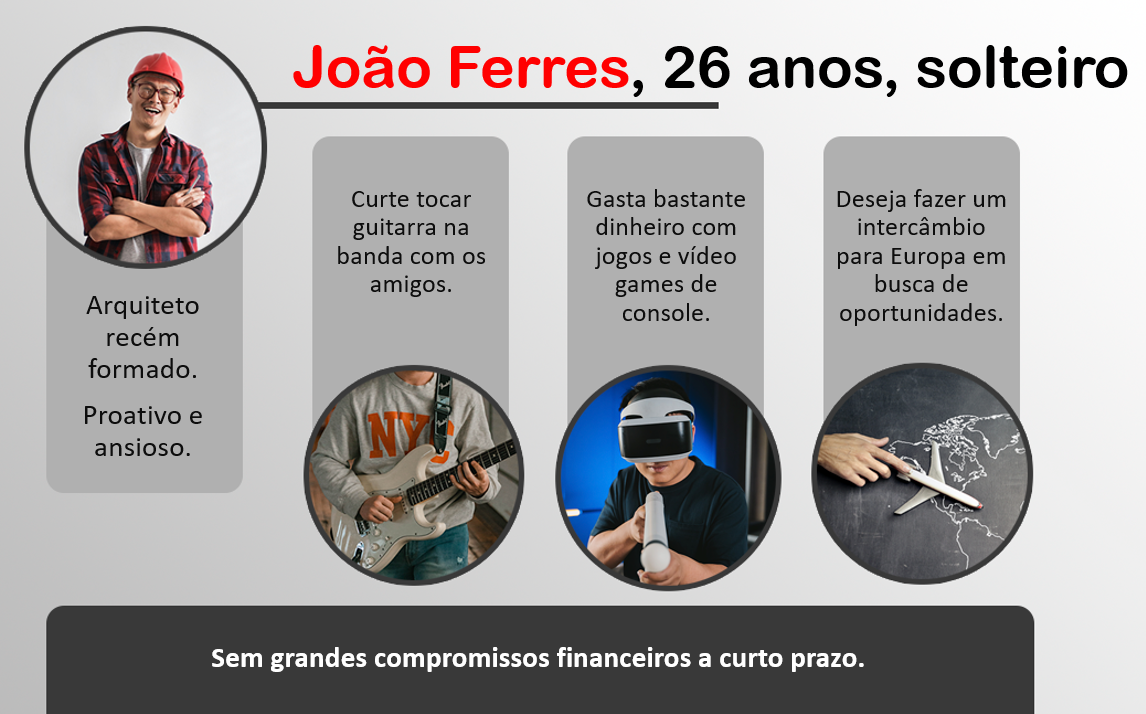 João Ferres, 26 anos, solteiro
Arquiteto
recém
formado.
Proativo e
ansioso.
Curte tocar
guitarra na
banda com os
amigos.
NYC
Gasta bastante
dinheiro com
jogos e vídeo
games de
console.
Deseja fazer um
intercâmbio
para Europa em
busca de
oportunidades.
Sem grandes compromissos financeiros a curto prazo.